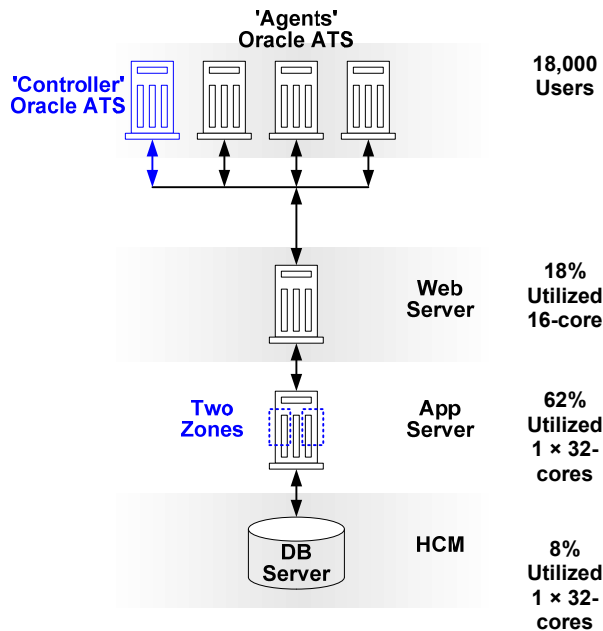 'Agents'
Oracle ATS
'Controller'
Oracle ATS
18,000
Users
Web
Server
18%
Utilized
16-core
Two
Zones
App
Server
62%
Utilized
1 × 32-
cores
DB
Server
HCM
8%
Utilized
1 × 32-
cores